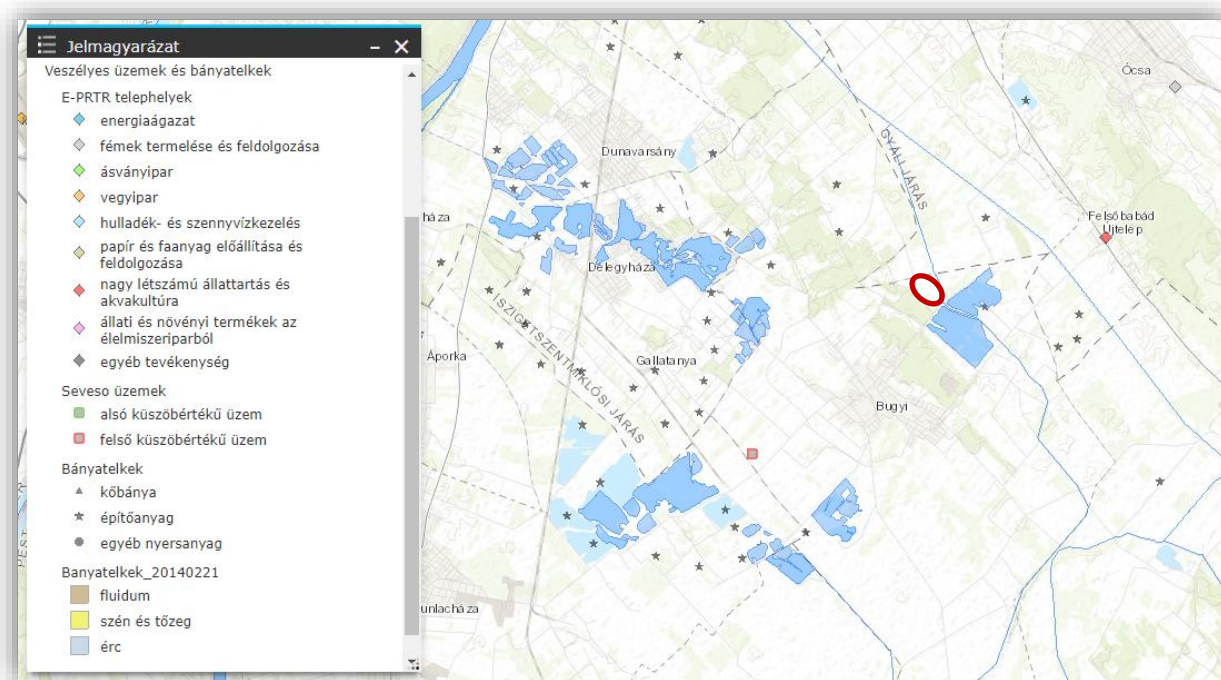 Jelmagyarázat
Veszélyes üzemek és bányatelkek
E-PRTR telephelyek
energiaágazat
fémek termelése és feldolgozása
ásványipar
vegyipar
hulladék- és szennyvízkezelés
papír és faanyag előállítása és
feldolgozása
nagy létszámú állattartás és
akvakultúra
állati és növényi termékek az
élelmiszeriparból
egyéb tevékenység
Seveso üzemek
alsó küszöbértékű üzem
felső küszöbértékű üzem
Bányatelkek
kőbánya
építőanyag
egyéb nyersanyag
Banyatelkek_20140221
fluidum
szén és tőzeg
érc
Ócsa
Dunavarsány
GYÁLI JÁRÁS
háza
Felsőbabád
Újtelep
Délegyháza
SZIGETSZENTMIKLÓSI JÁRÁS
Áporka
Gallatanya
Bugyi
unlacháza
PEST